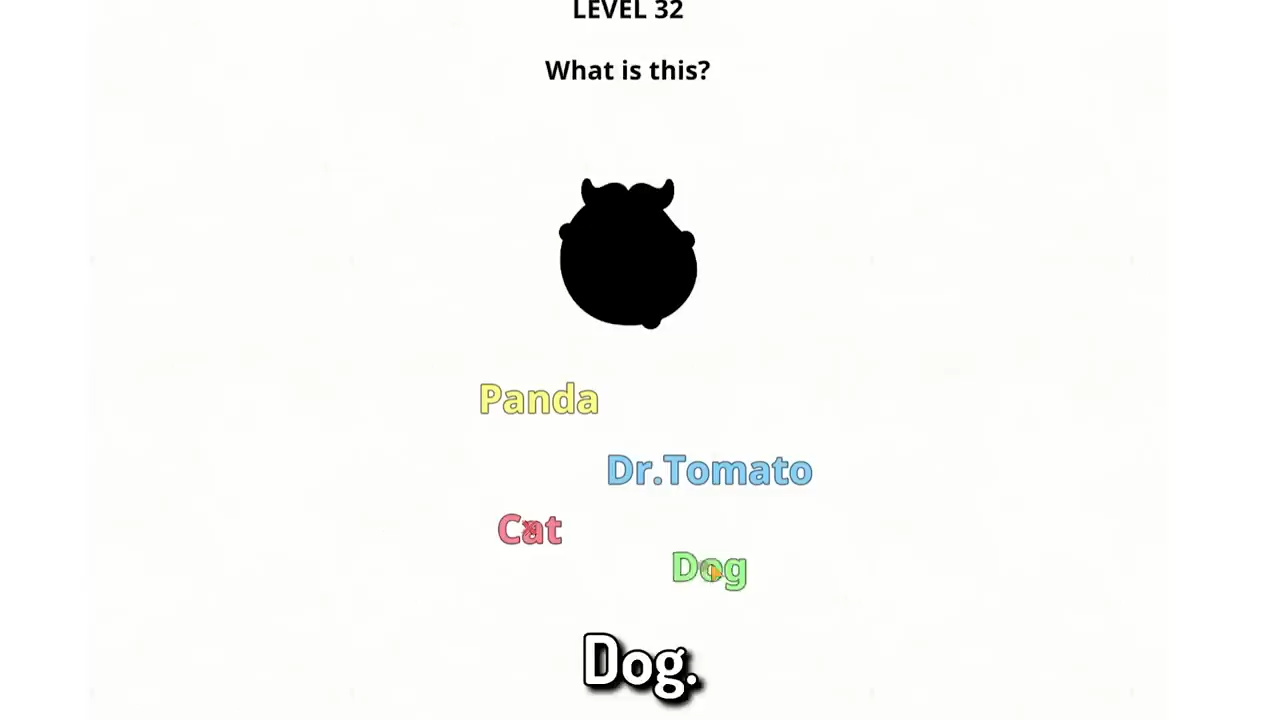 LEVEL 32
What is this?
Panda
Dr.Tomato
Cat
Dog
Dog.